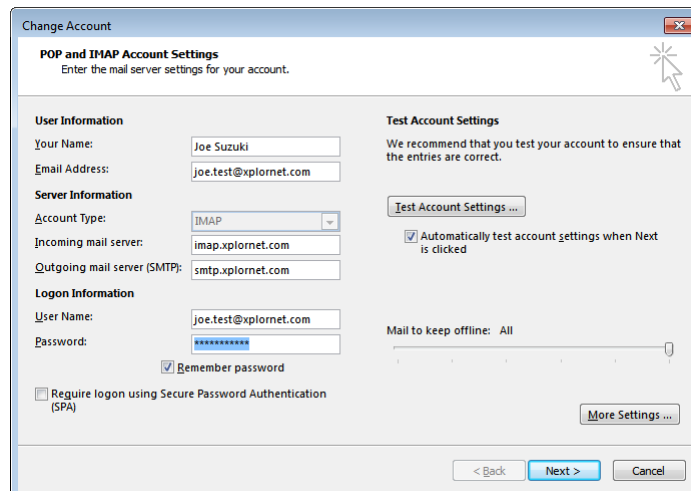 Change Account
POP and IMAP Account Settings
Enter the mail server settings for your account.
User Information
Your Name:
Joe Suzuki
Email Address:
joe.test@xplornet.com
Server Information
Account Type:
IMAP
Incoming mail server:
imap.xplornet.com
Outgoing mail server (SMTP):
smtp.xplornet.com
Logon Information
User Name:
joe.test@xplornet.com
Password:
***********
Remember password
Require logon using Secure Password Authentication
(SPA)
Test Account Settings
We recommend that you test your account to ensure that
the entries are correct.
Test Account Settings ...
Automatically test account settings when Next
is clicked
Mail to keep offline: All
More Settings ...
< Back
Next >
Cancel